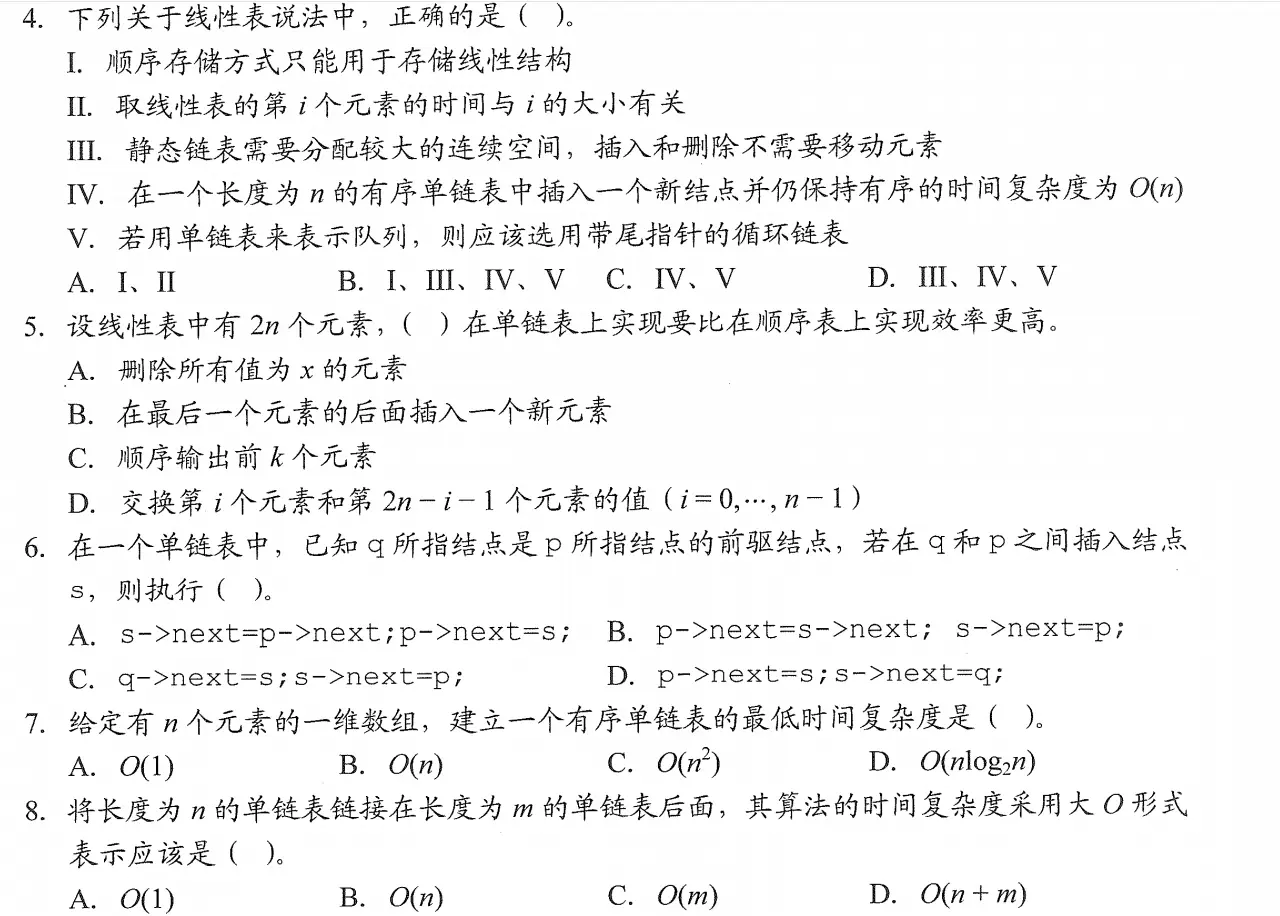 4. 下列关于线性表说法中，正确的是（ ）。
I. 顺序存储方式只能用于存储线性结构
II. 取线性表的第 i 个元素的时间与 i 的大小有关
III. 静态链表需要分配较大的连续空间，插入和删除不需要移动元素
IV. 在一个长度为 n 的有序单链表中插入一个新结点并仍保持有序的时间复杂度为 O(n)
V. 若用单链表来表示队列，则应该选用带尾指针的循环链表
A. I、II B. I、III、IV、V C. IV、V D. III、IV、V
5. 设线性表中有 2n 个元素，（ ）在单链表上实现要比在顺序表上实现效率更高。
A. 删除所有值为 x 的元素
B. 在最后一个元素的后面插入一个新元素
C. 顺序输出前 k 个元素
D. 交换第 i 个元素和第 2n－i－1 个元素的值（i＝0,…, n－1）
6. 在一个单链表中，已知 q 所指结点是 p 所指结点的前驱结点，若在 q 和 p 之间插入结点
s，则执行（ ）。
A. s->next=p->next;p->next=s; B. p->next=s->next; s->next=p;
C. q->next=s;s->next=p; D. p->next=s;s->next=q;
7. 给定有 n 个元素的一维数组，建立一个有序单链表的最低时间复杂度是（ ）。
A. O(1) B. O(n) C. O(n²) D. O(nlog₂n)
8. 将长度为 n 的单链表链接在长度为 m 的单链表后面，其算法的时间复杂度采用大 O 形式
表示应该是（ ）。
A. O(1) B. O(n) C. O(m) D. O(n + m)